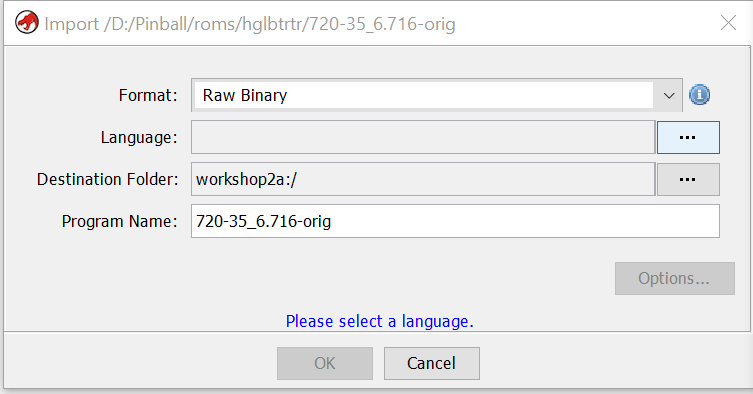 Import /D:/Pinball/roms/hglbtrtr/720-35_6.716-orig
Format: Raw Binary
Language: ...
Destination Folder: workshop2a:/ ...
Program Name: 720-35_6.716-orig
Options...
Please select a language.
OK Cancel